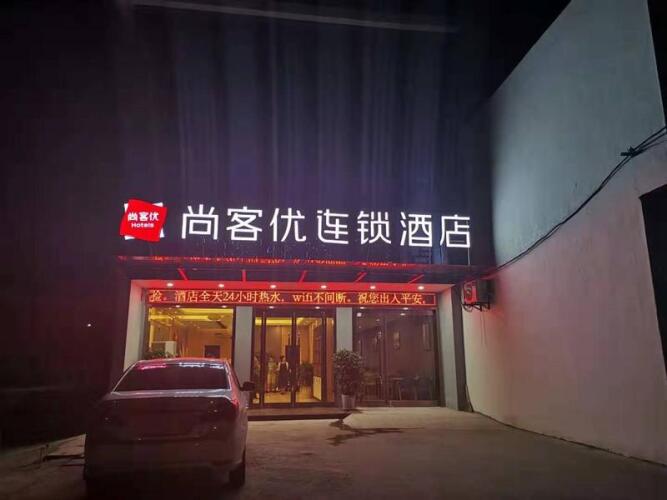 尚客优
Hotels
尚客优连锁酒店
险。酒店全天24小时热水，wifi不间断。祝您出入平安。